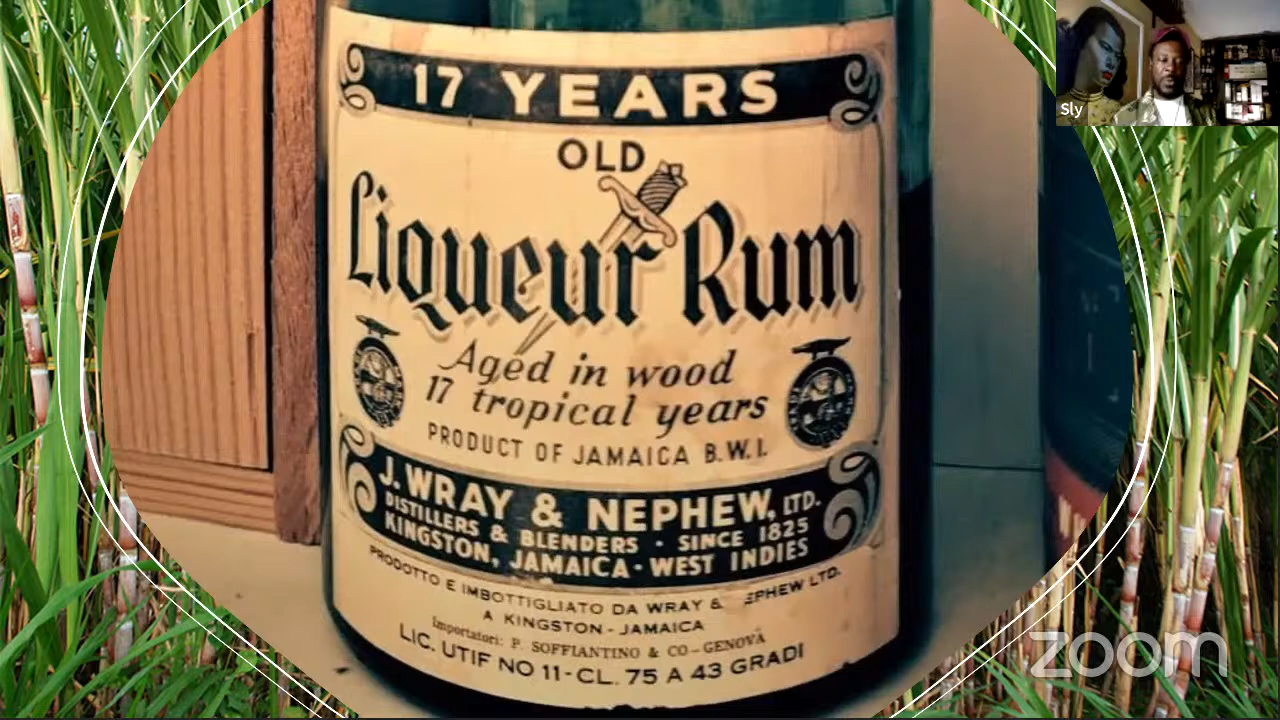 17 YEARS
OLD
Liqueur Rum
Aged in wood
17 tropical years
PRODUCT OF JAMAICA B.W.I.
J. WRAY & NEPHEW, LTD.
DISTILLERS & BLENDERS · SINCE 1825
KINGSTON, JAMAICA · WEST INDIES
PRODOTTO E IMBOTTIGLIATO DA WRAY & EPHEW LTD.
A KINGSTON - JAMAICA
Importatori: P. SOFFIANTINO & CO - GENOVA
LIC. UTIF NO 11 - CL. 75 A 43 GRADI
Sly
zoom